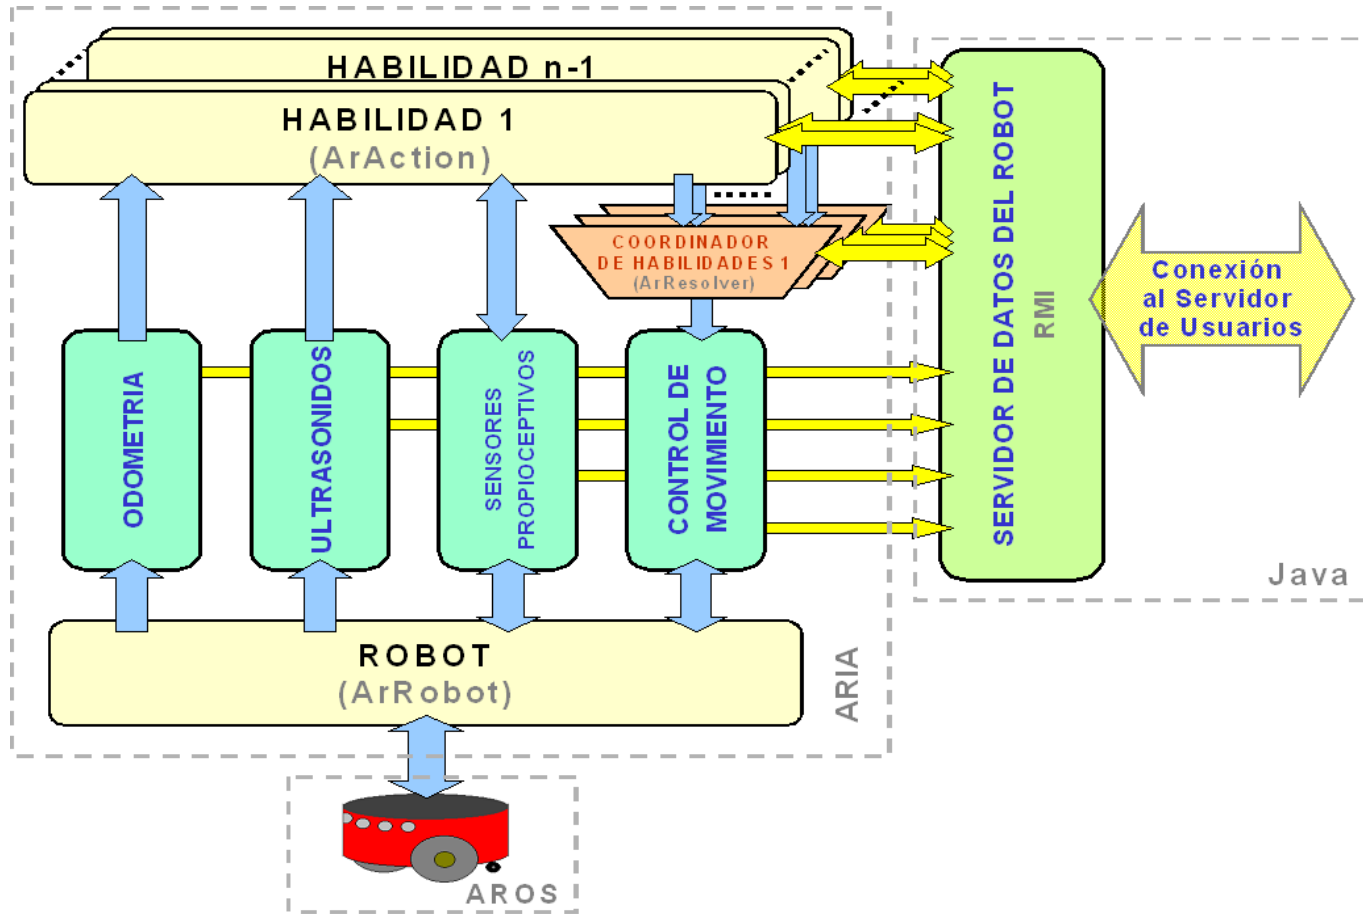 HABILIDAD n-1
HABILIDAD 1
(ArAction)
COORDINADOR
DE HABILIDADES 1
(ArResolver)
ODOMETRIA
ULTRASONIDOS
SENSORES
PROPIOCEPTIVOS
CONTROL DE
MOVIMIENTO
SERVIDOR DE DATOS DEL ROBOT
RMI
Conexión
al Servidor
de Usuarios
Java
ROBOT
(ArRobot)
ARIA
AROS